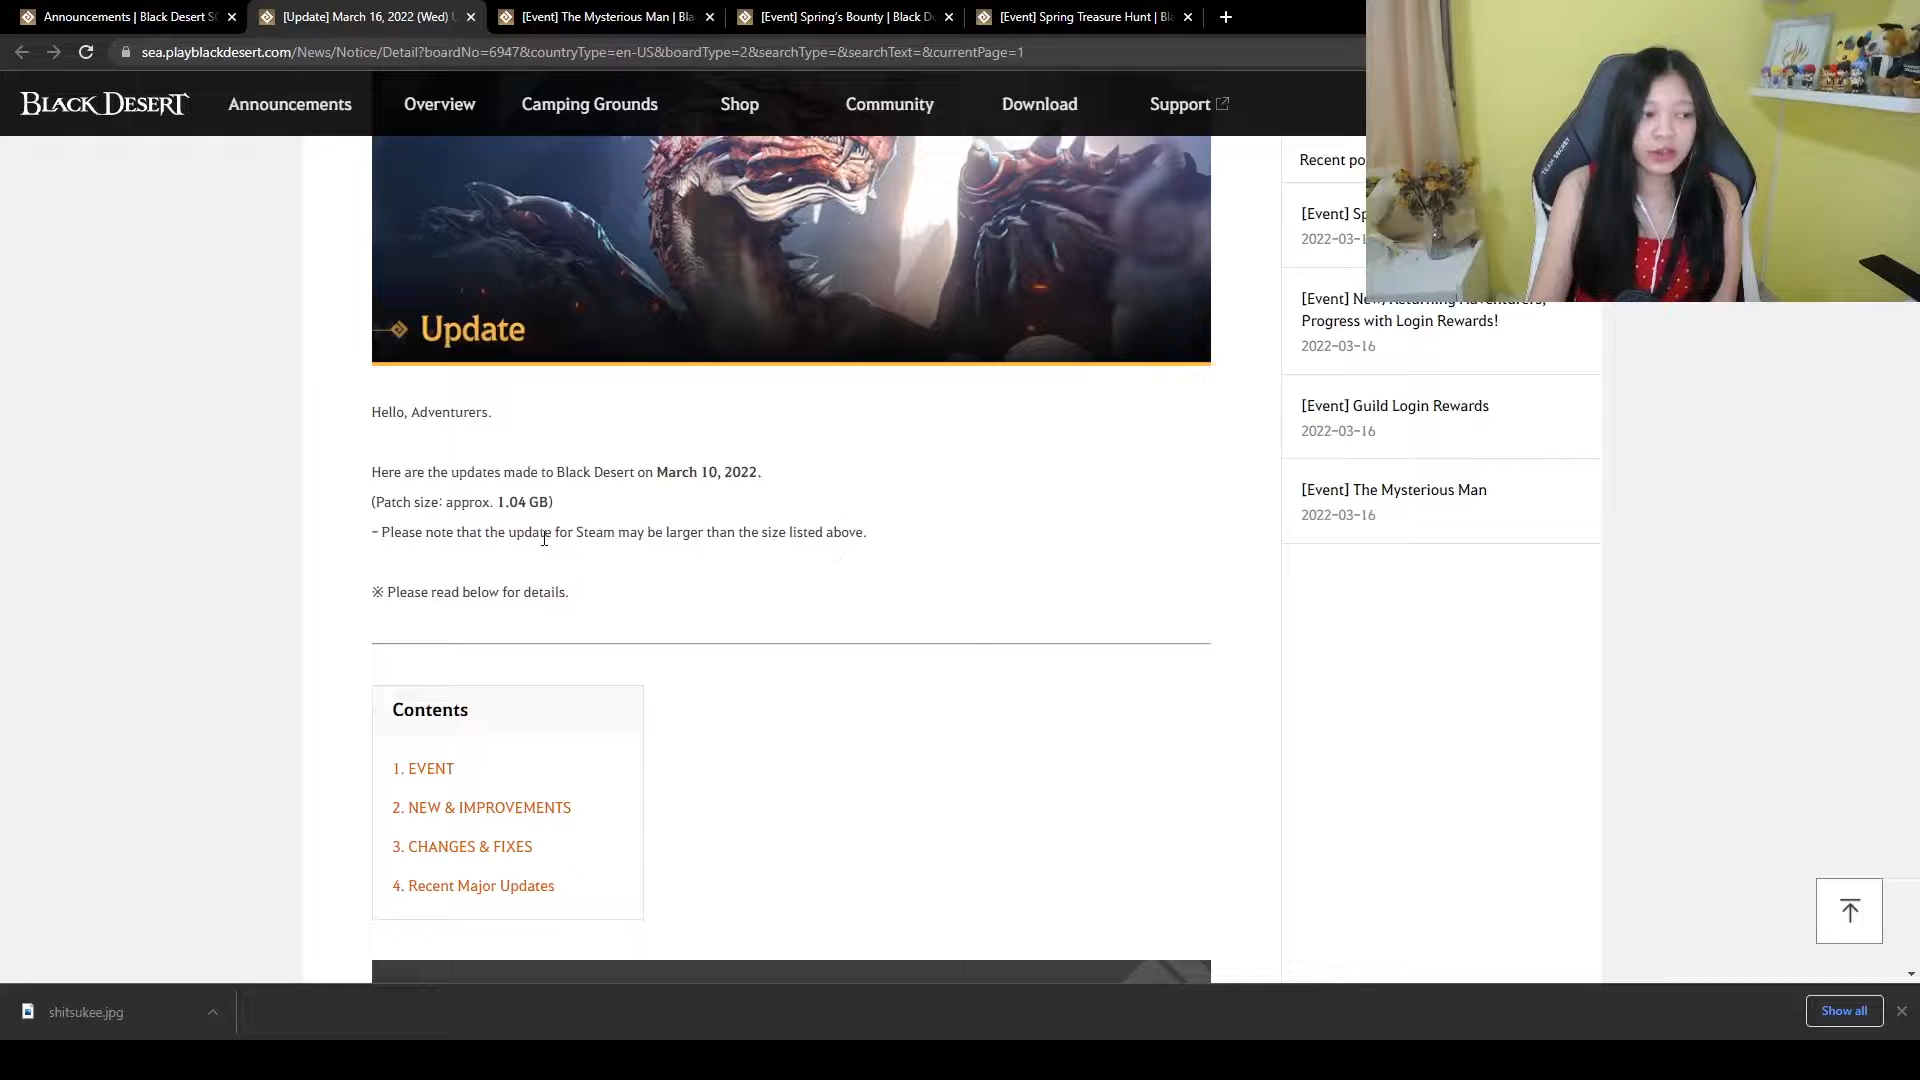 Announcements | Black Desert S
[Update] March 16, 2022 (Wed)
[Event] The Mysterious Man | Bla
[Event] Spring's Bounty | Black D
[Event] Spring Treasure Hunt | Bla
sea.playblackdesert.com/News/Notice/Detail?boardNo=6947&countryType=en-US&boardType=2&searchType=&searchText=&currentPage=1
BLACK DESERT
Announcements
Overview
Camping Grounds
Shop
Community
Download
Support
TEAM SECRET
Update
Hello, Adventurers.
Here are the updates made to Black Desert on March 10, 2022.
(Patch size: approx. 1.04 GB)
- Please note that the update for Steam may be larger than the size listed above.
※ Please read below for details.
Contents
1. EVENT
2. NEW & IMPROVEMENTS
3. CHANGES & FIXES
4. Recent Major Updates
Recent po
[Event] Sp
2022-03-1
[Event] New/Returning Adventurers,
Progress with Login Rewards!
2022-03-16
[Event] Guild Login Rewards
2022-03-16
[Event] The Mysterious Man
2022-03-16
shitsukee.jpg
Show all